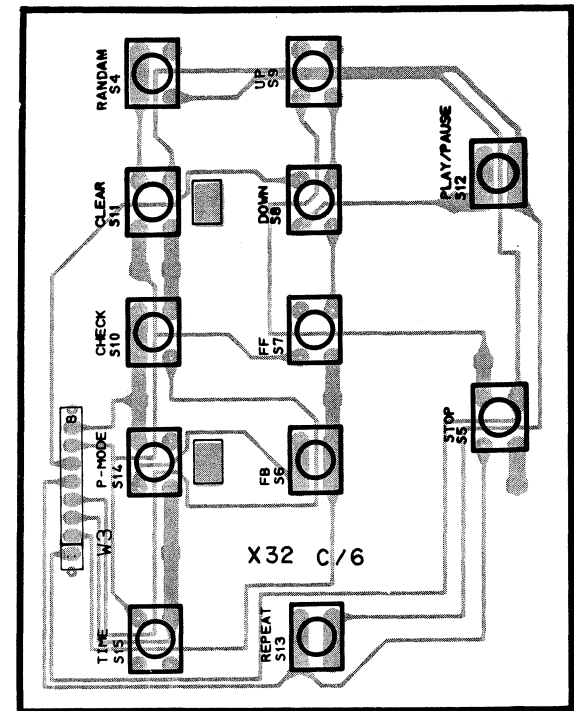 RANDAM
S4
UP
S9
PLAY/PAUSE
S12
CLEAR
S11
DOWN
S8
CHECK
S10
FF
S7
STOP
S5
8
P-MODE
S14
FB
S6
W3
X32 C/6
TIME
S15
REPEAT
S13